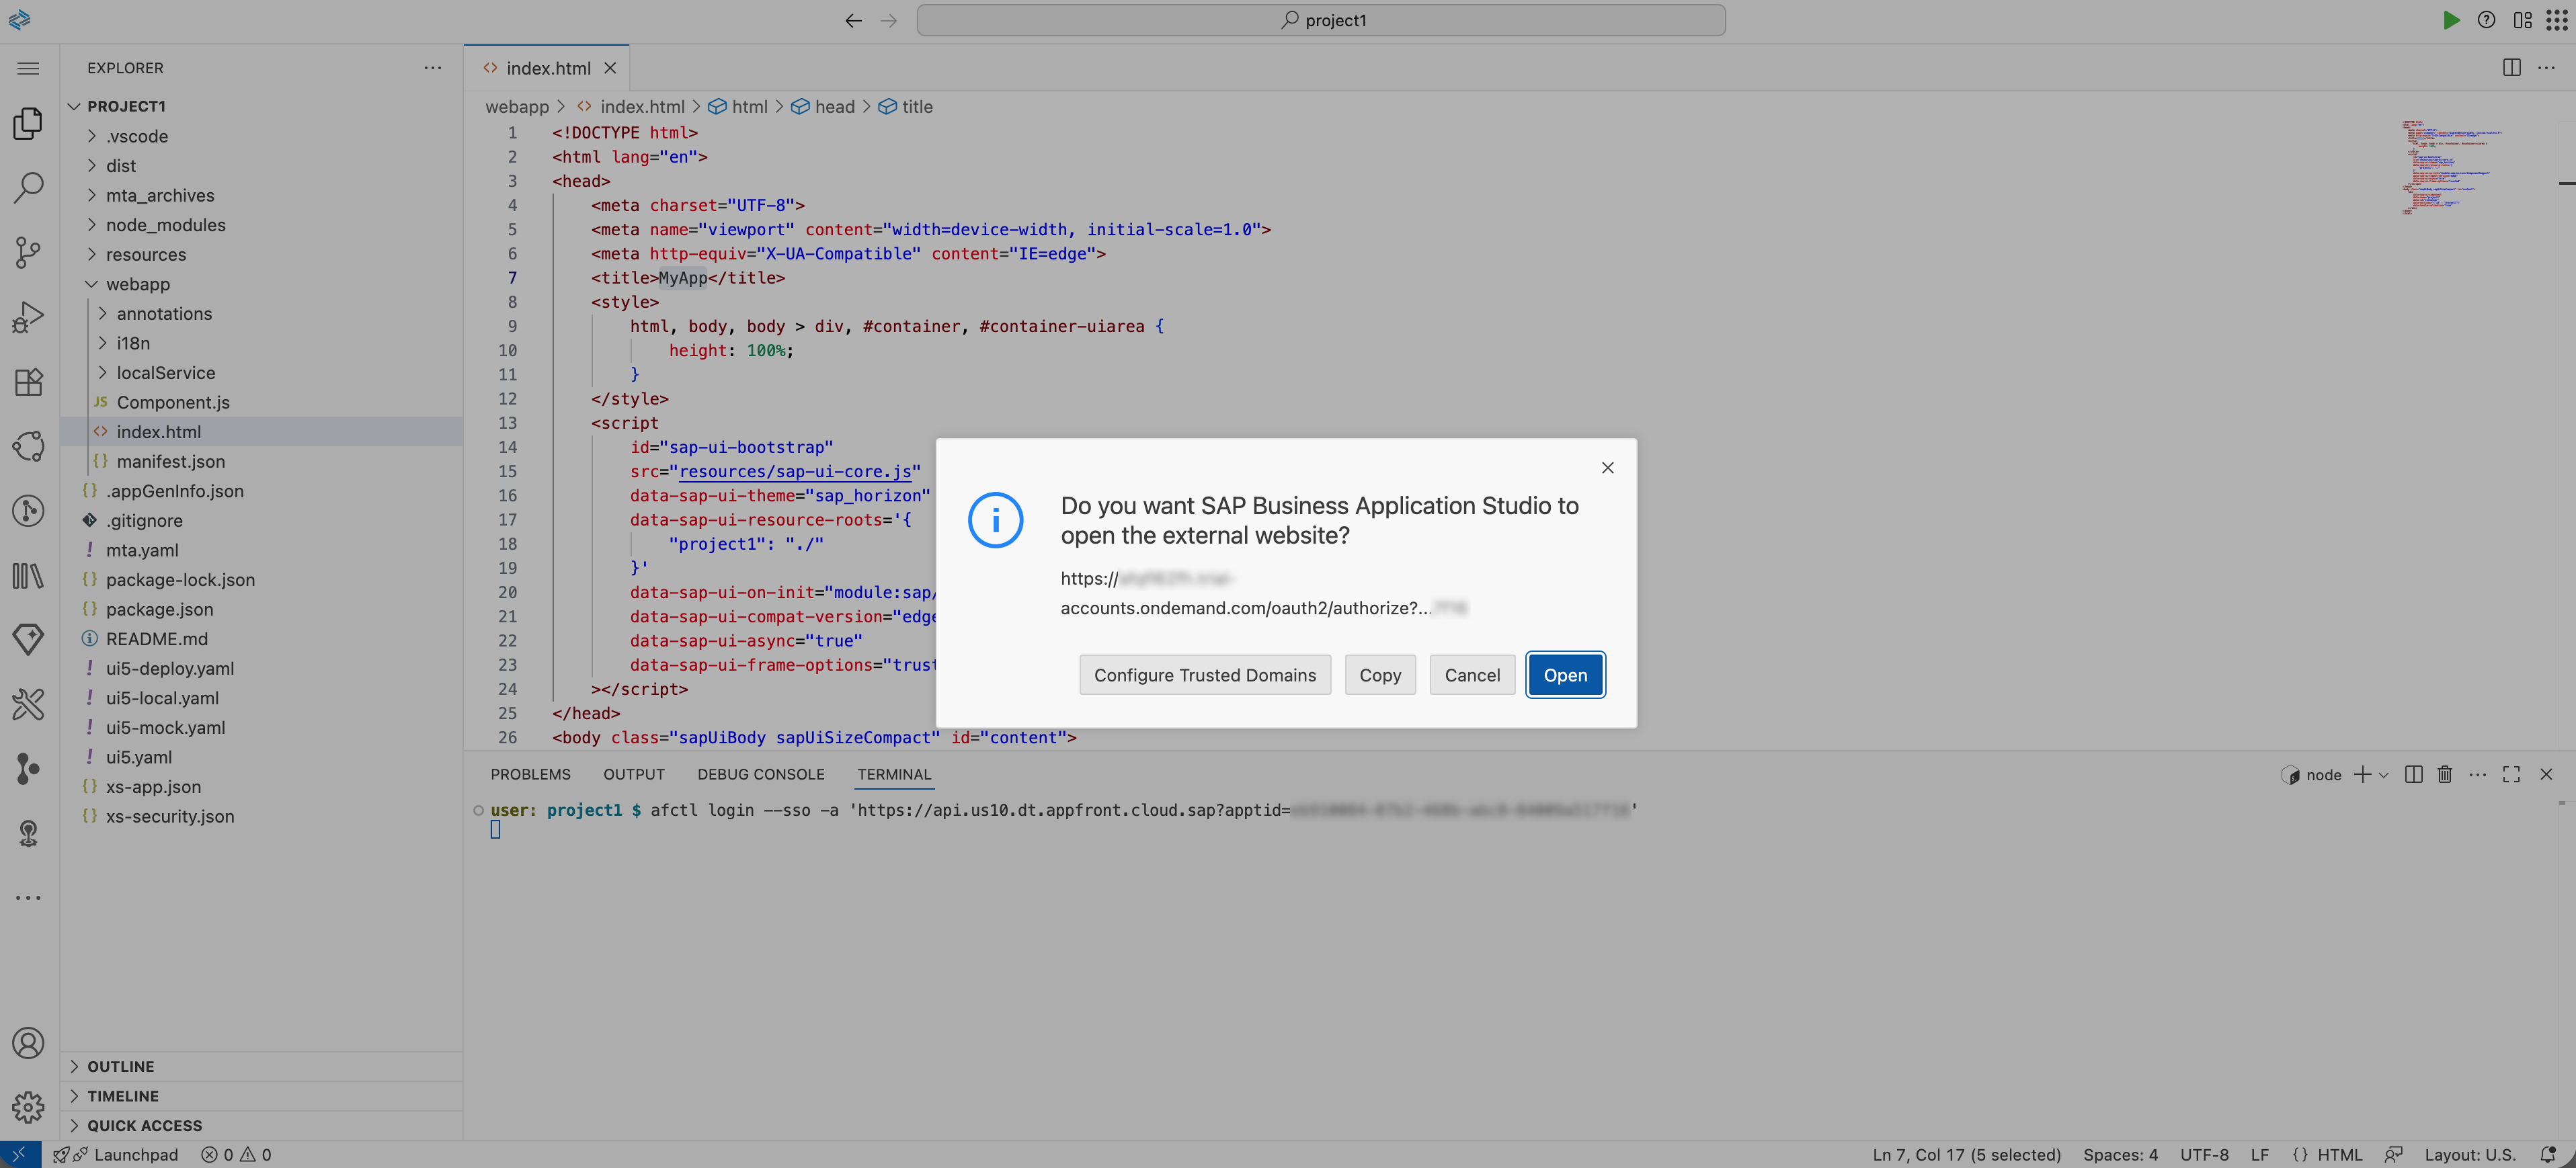 project1
EXPLORER
PROJECT1
.vscode
dist
mta_archives
node_modules
resources
webapp
annotations
i18n
localService
JS Component.js
<> index.html
{} manifest.json
{} .appGenInfo.json
.gitignore
! mta.yaml
{} package-lock.json
{} package.json
README.md
! ui5-deploy.yaml
! ui5-local.yaml
! ui5-mock.yaml
! ui5.yaml
{} xs-app.json
{} xs-security.json
OUTLINE
TIMELINE
QUICK ACCESS
<> index.html
webapp > <> index.html > html > head > title
1 <!DOCTYPE html>
2 <html lang="en">
3 <head>
4 <meta charset="UTF-8">
5 <meta name="viewport" content="width=device-width, initial-scale=1.0">
6 <meta http-equiv="X-UA-Compatible" content="IE=edge">
7 <title>MyApp</title>
8 <style>
9 html, body, body > div, #container, #container-uiarea {
10 height: 100%;
11 }
12 </style>
13 <script
14 id="sap-ui-bootstrap"
15 src="resources/sap-ui-core.js"
16 data-sap-ui-theme="sap_horizon"
17 data-sap-ui-resource-roots='{
18 "project1": "./"
19 }'
20 data-sap-ui-on-init="module:sap/
21 data-sap-ui-compat-version="edge
22 data-sap-ui-async="true"
23 data-sap-ui-frame-options="trust
24 ></script>
25 </head>
26 <body class="sapUiBody sapUiSizeCompact" id="content">
Do you want SAP Business Application Studio to
open the external website?
https://
accounts.ondemand.com/oauth2/authorize?...
Configure Trusted Domains Copy Cancel Open
PROBLEMS OUTPUT DEBUG CONSOLE TERMINAL
node
user: project1 $ afctl login --sso -a 'https://api.us10.dt.appfront.cloud.sap?apptid='
Launchpad 0 0
Ln 7, Col 17 (5 selected) Spaces: 4 UTF-8 LF {} HTML Layout: U.S.